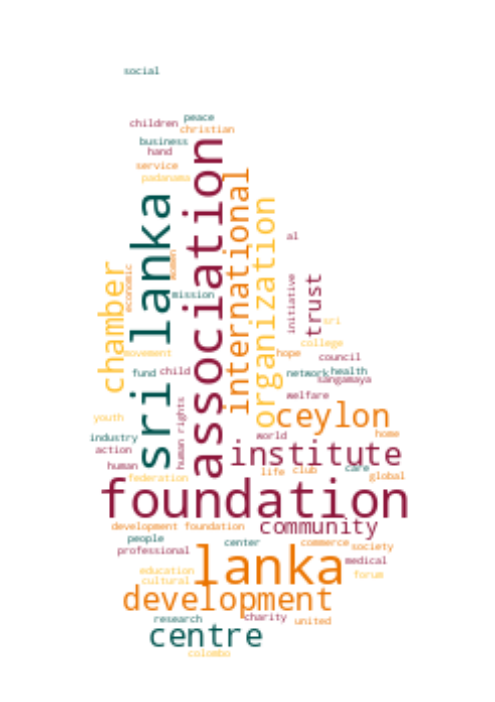 social
children
peace
christian
business
hand
service
padanama
association
international
sri lanka
organization
women
al
chamber
economic
mission
initiative
trust
sri
college
movement
hope
council
fund
child
network
health
sangamaya
welfare
human rights
youth
ceylon
industry
world
home
action
institute
human
life
club
care
global
federation
foundation
development foundation
community
people
center
commerce
society
professional
lanka
medical
education
forum
cultural
development
research
charity
united
centre
colombo